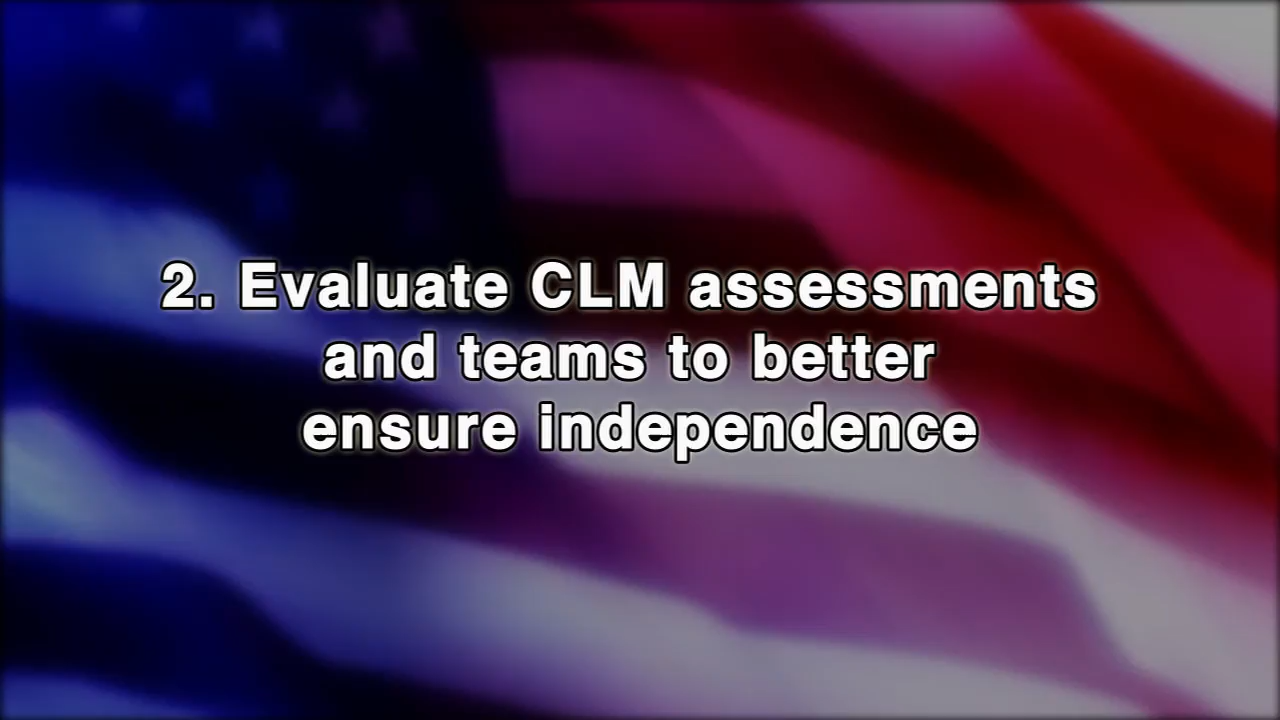 2. Evaluate CLM assessments
and teams to better
ensure independence